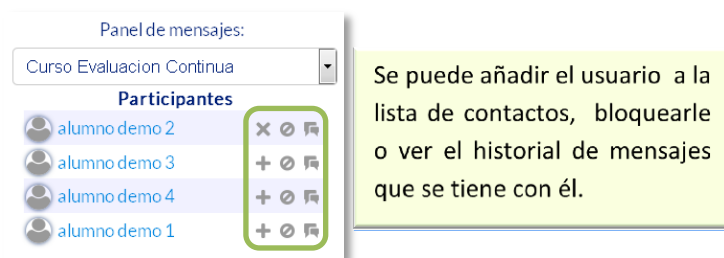 Panel de mensajes:
Curso Evaluacion Continua
Participantes
alumno demo 2
alumno demo 3
alumno demo 4
alumno demo 1
Se puede añadir el usuario a la
lista de contactos, bloquearle
o ver el historial de mensajes
que se tiene con él.